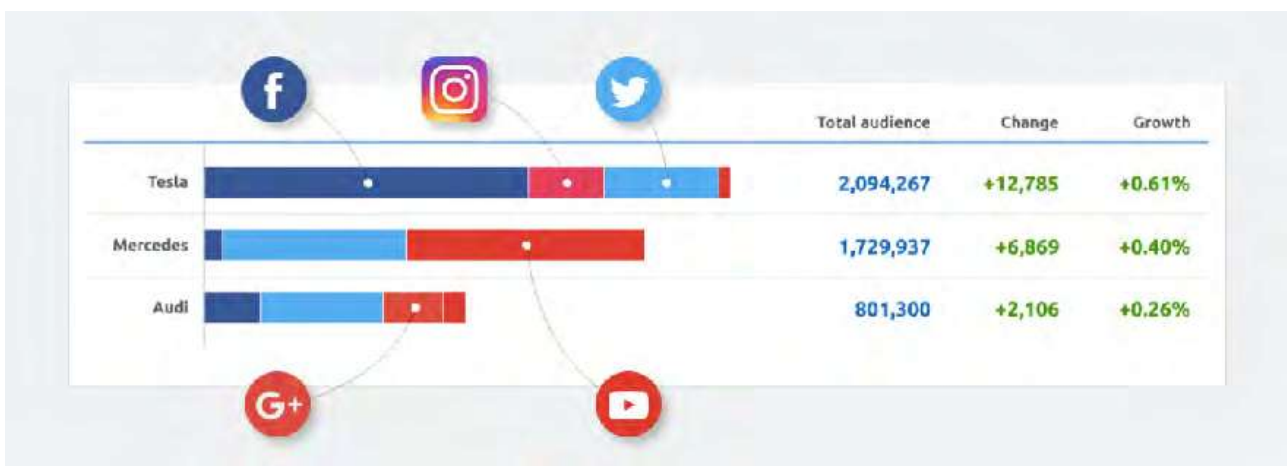 Total audience Change Growth
Tesla 2,094,267 +12,785 +0.61%
Mercedes 1,729,937 +6,869 +0.40%
Audi 801,300 +2,106 +0.26%
G+